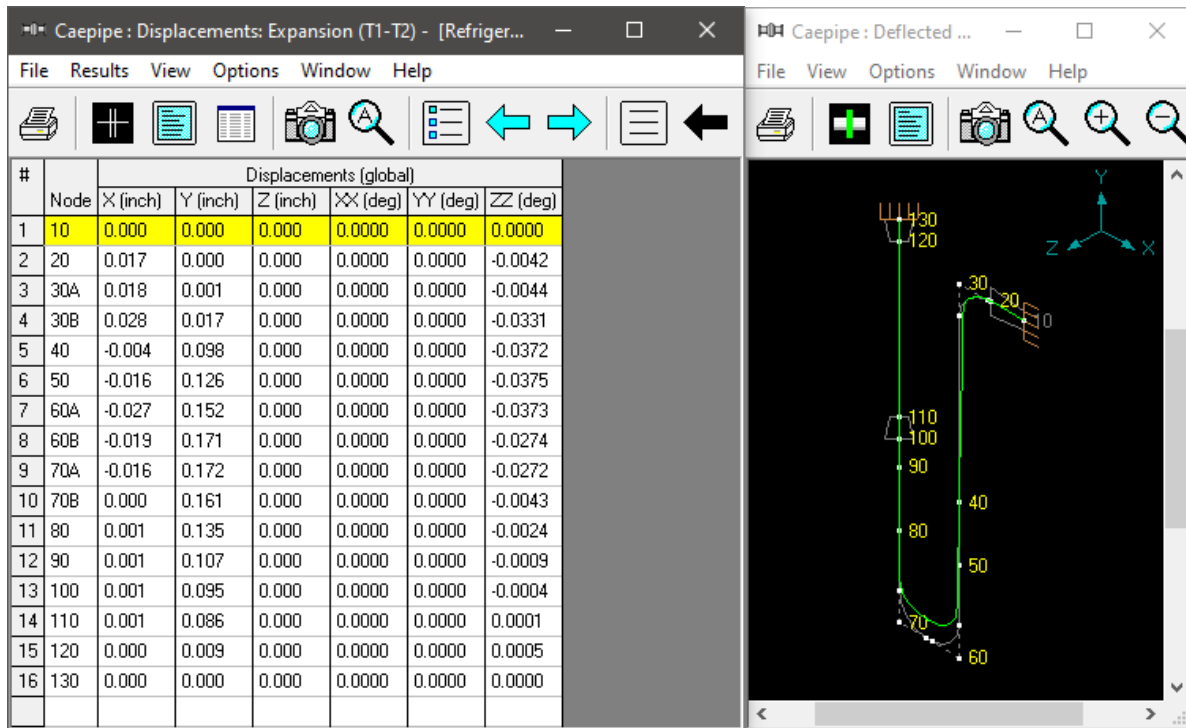 Caepipe : Displacements: Expansion (T1-T2) - [Refriger...
File Results View Options Window Help
# Displacements (global)
Node X (inch) Y (inch) Z (inch) XX (deg) YY (deg) ZZ (deg)
1 10 0.000 0.000 0.000 0.0000 0.0000 0.0000
2 20 0.017 0.000 0.000 0.0000 0.0000 -0.0042
3 30A 0.018 0.001 0.000 0.0000 0.0000 -0.0044
4 30B 0.028 0.017 0.000 0.0000 0.0000 -0.0331
5 40 -0.004 0.098 0.000 0.0000 0.0000 -0.0372
6 50 -0.016 0.126 0.000 0.0000 0.0000 -0.0375
7 60A -0.027 0.152 0.000 0.0000 0.0000 -0.0373
8 60B -0.019 0.171 0.000 0.0000 0.0000 -0.0274
9 70A -0.016 0.172 0.000 0.0000 0.0000 -0.0272
10 70B 0.000 0.161 0.000 0.0000 0.0000 -0.0043
11 80 0.001 0.135 0.000 0.0000 0.0000 -0.0024
12 90 0.001 0.107 0.000 0.0000 0.0000 -0.0009
13 100 0.001 0.095 0.000 0.0000 0.0000 -0.0004
14 110 0.001 0.086 0.000 0.0000 0.0000 0.0001
15 120 0.000 0.009 0.000 0.0000 0.0000 0.0005
16 130 0.000 0.000 0.000 0.0000 0.0000 0.0000
Caepipe : Deflected ...
File View Options Window Help
Y
Z X
130
120
30
20
10
110
100
90
40
80
50
70
60